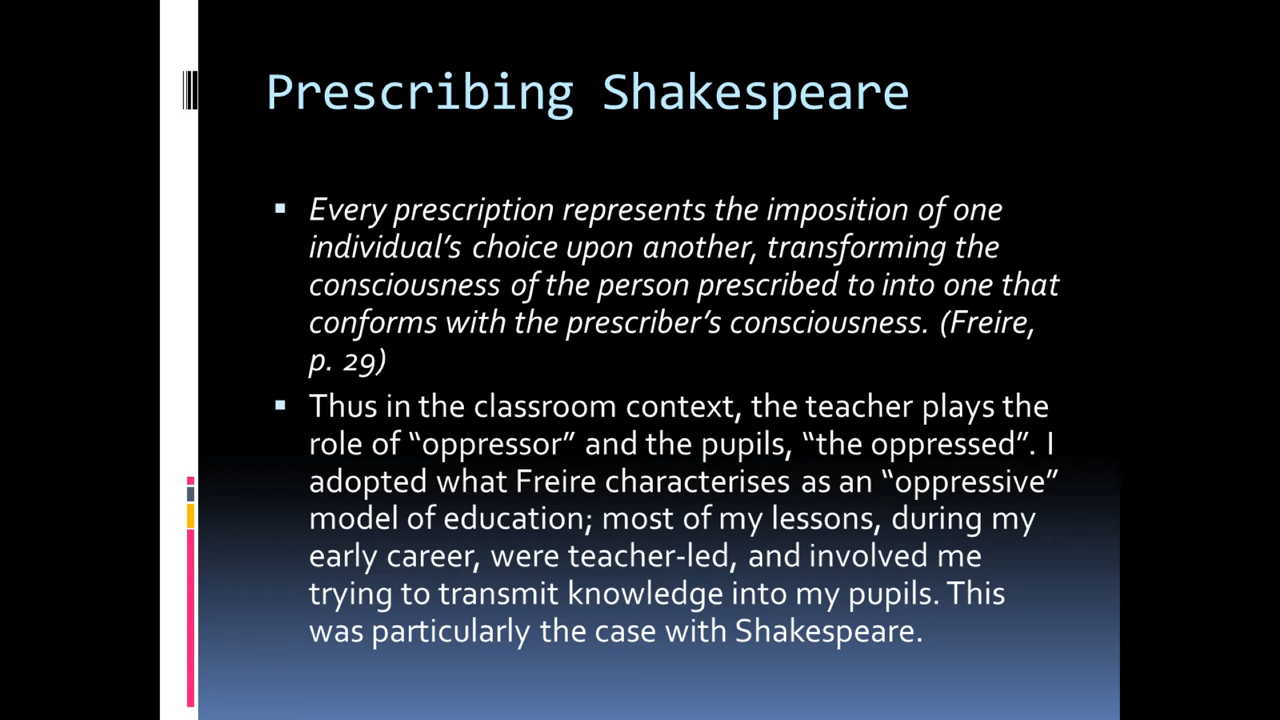 Prescribing Shakespeare
Every prescription represents the imposition of one
individual’s choice upon another, transforming the
consciousness of the person prescribed to into one that
conforms with the prescriber’s consciousness. (Freire,
p. 29)
Thus in the classroom context, the teacher plays the
role of “oppressor” and the pupils, “the oppressed”. I
adopted what Freire characterises as an “oppressive”
model of education; most of my lessons, during my
early career, were teacher-led, and involved me
trying to transmit knowledge into my pupils. This
was particularly the case with Shakespeare.